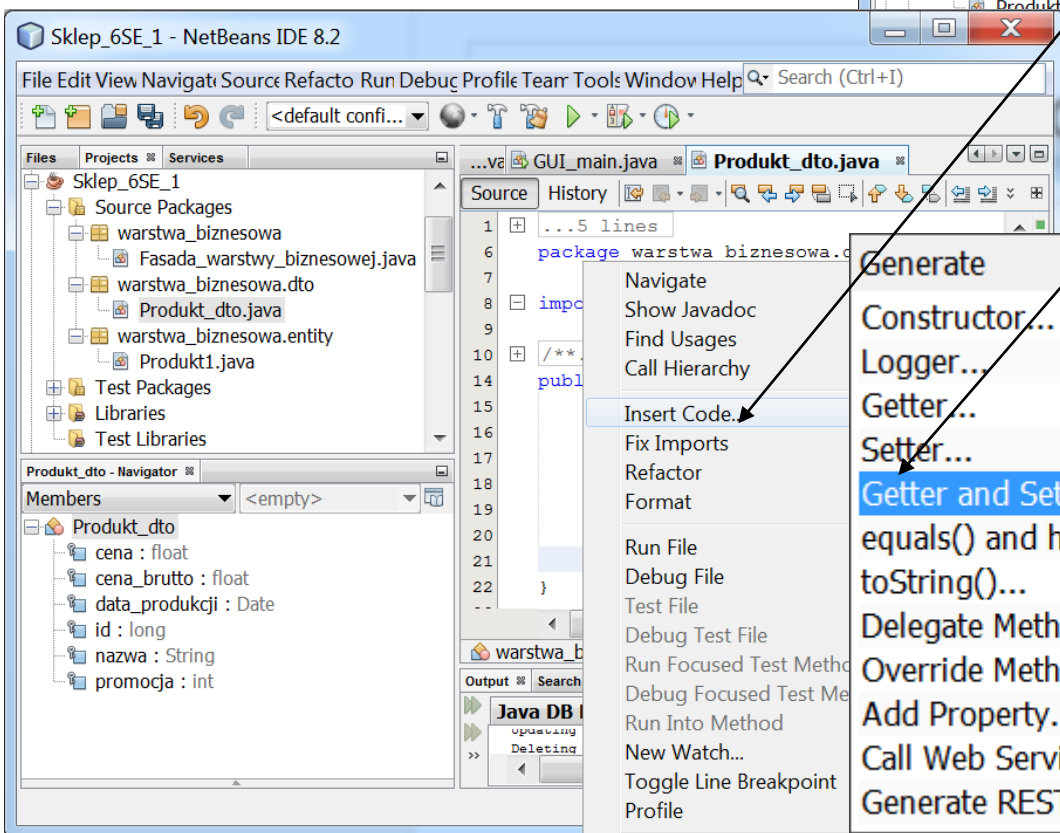 Produkt
Sklep_6SE_1 - NetBeans IDE 8.2
File Edit View Navigat Source Refacto Run Debug Profile Team Tools Window Help Search (Ctrl+I)
<default confi...
Files Projects Services
Sklep_6SE_1
Source Packages
warstwa_biznesowa
Fasada_warstwy_biznesowej.java
warstwa_biznesowa.dto
Produkt_dto.java
warstwa_biznesowa.entity
Produkt1.java
Test Packages
Libraries
Test Libraries
Produkt_dto - Navigator
Members <empty>
Produkt_dto
cena : float
cena_brutto : float
data_produkcji : Date
id : long
nazwa : String
promocja : int
...va GUI_main.java Produkt_dto.java
Source History
1 ...5 lines
6 package warstwa biznesowa.d
7
8 impo
9
10 /**.
14 publ
15
16
17
18
19
20
21
22 }
warstwa_b
Output Search
Java DB
Updating
Deleting
Navigate
Show Javadoc
Find Usages
Call Hierarchy
Insert Code...
Fix Imports
Refactor
Format
Run File
Debug File
Test File
Debug Test File
Run Focused Test Metho
Debug Focused Test Me
Run Into Method
New Watch...
Toggle Line Breakpoint
Profile
Generate
Constructor...
Logger...
Getter...
Setter...
Getter and Set
equals() and h
toString()...
Delegate Meth
Override Meth
Add Property.
Call Web Servi
Generate REST